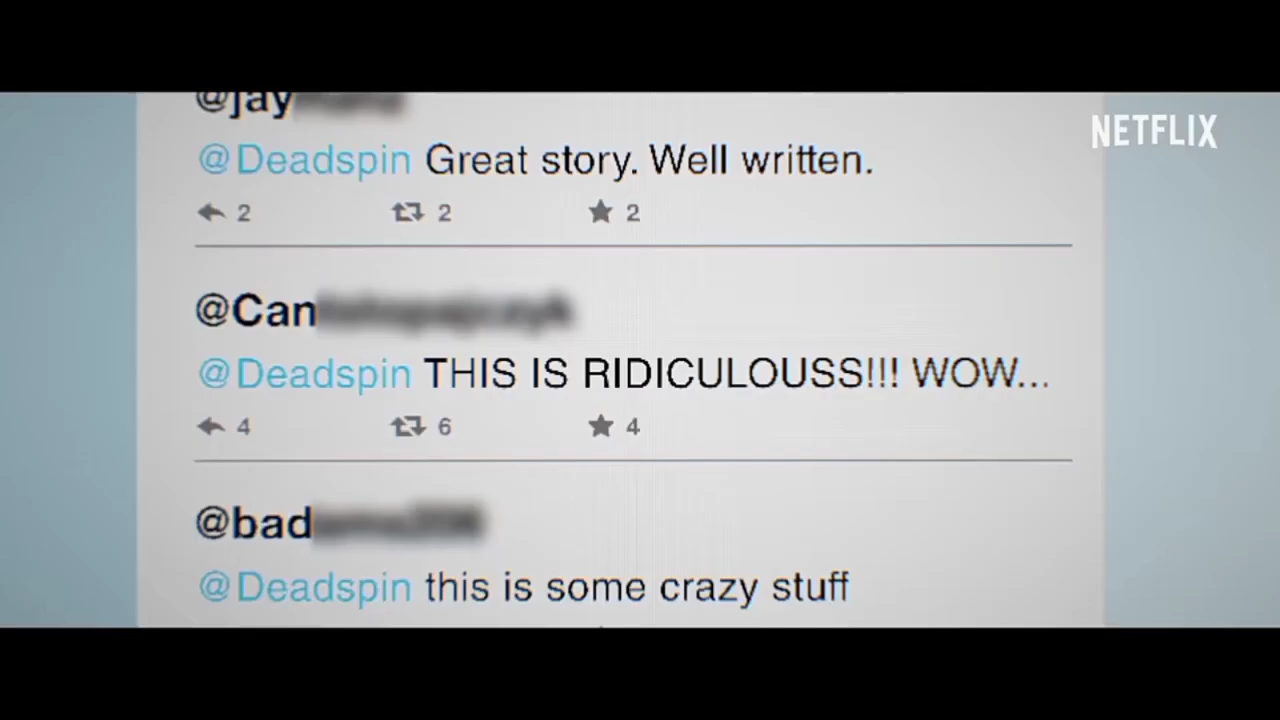 @jay
NETFLIX
@Deadspin Great story. Well written.
2 2 2
@Can
@Deadspin THIS IS RIDICULOUSS!!! WOW...
4 6 4
@bad
@Deadspin this is some crazy stuff